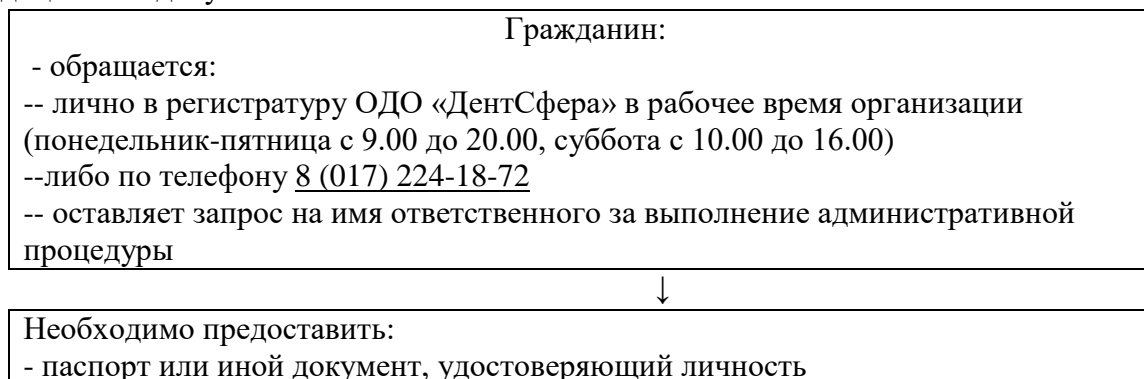 Гражданин:
- обращается:
-- лично в регистратуру ОДО «ДентСфера» в рабочее время организации
(понедельник-пятница с 9.00 до 20.00, суббота с 10.00 до 16.00)
--либо по телефону 8 (017) 224-18-72
-- оставляет запрос на имя ответственного за выполнение административной
процедуры
↓
Необходимо предоставить:
- паспорт или иной документ, удостоверяющий личность